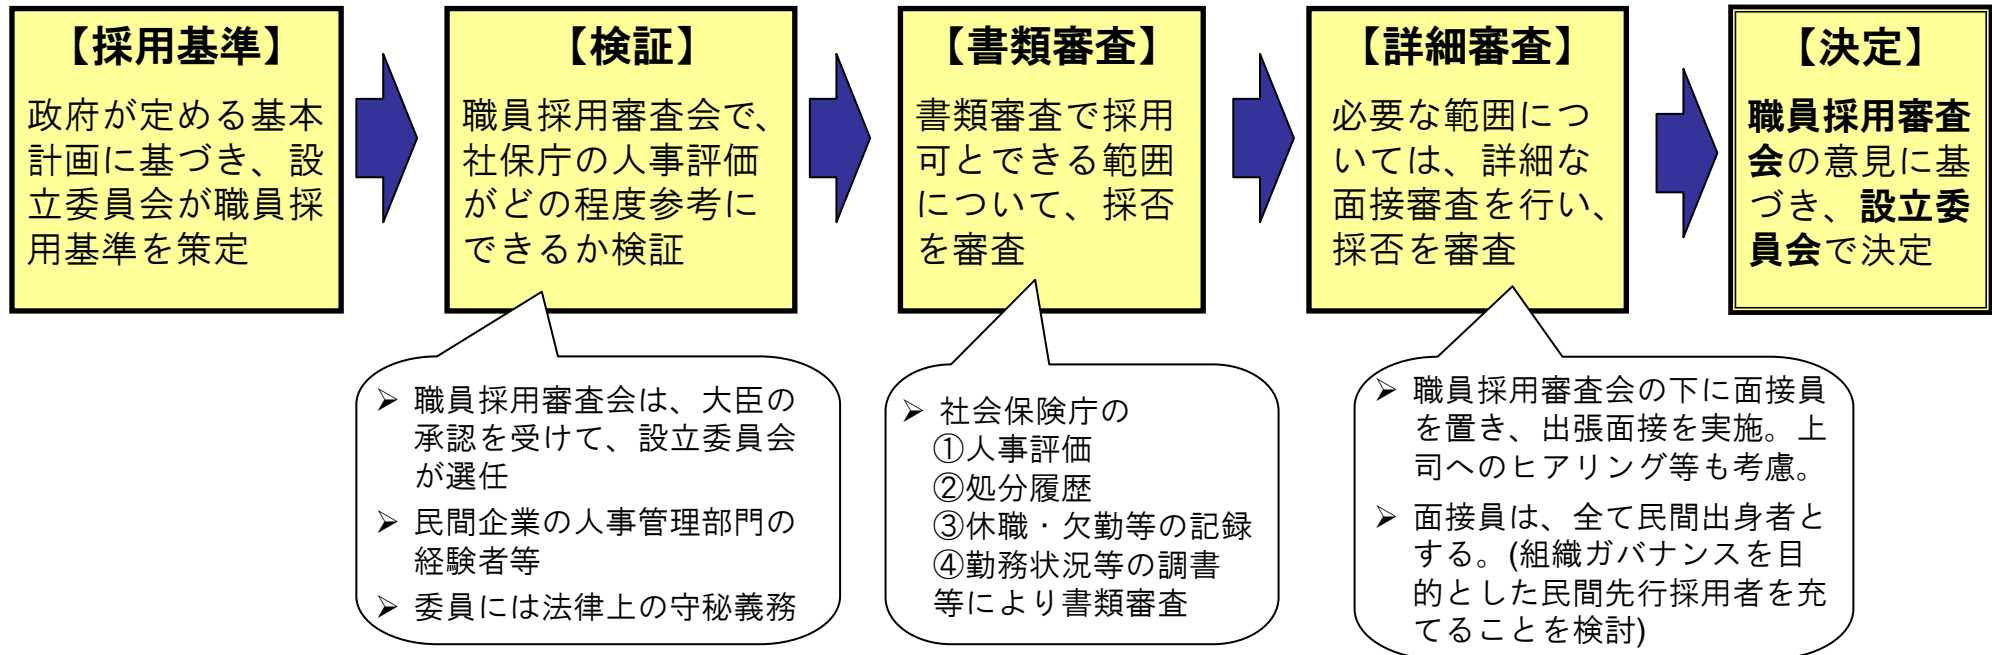 【採用基準】
政府が定める基本
計画に基づき、設
立委員会が職員採
用基準を策定
【検証】
職員採用審査会で、
社保庁の人事評価
がどの程度参考に
できるか検証
【書類審査】
書類審査で採用
可とできる範囲
について、採否
を審査
【詳細審査】
必要な範囲につ
いては、詳細な
面接審査を行い、
採否を審査
【決定】
職員採用審査
会の意見に基
づき、設立委
員会で決定
➢ 職員採用審査会は、大臣の
承認を受けて、設立委員会
が選任
➢ 民間企業の人事管理部門の
経験者等
➢ 委員には法律上の守秘義務
➢ 社会保険庁の
①人事評価
②処分履歴
③休職・欠勤等の記録
④勤務状況等の調書
等により書類審査
➢ 職員採用審査会の下に面接員
を置き、出張面接を実施。上
司へのヒアリング等も考慮。
➢ 面接員は、全て民間出身者と
する。(組織ガバナンスを目
的とした民間先行採用者を充
てることを検討)